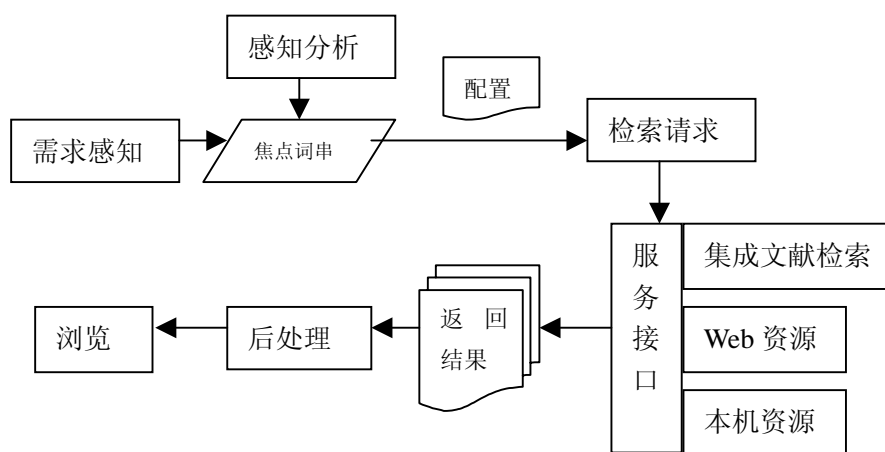 感知分析
配置
需求感知
焦点词串
检索请求
服
务
接
口
集成文献检索
Web 资源
本机资源
返 回
结果
后处理
浏览